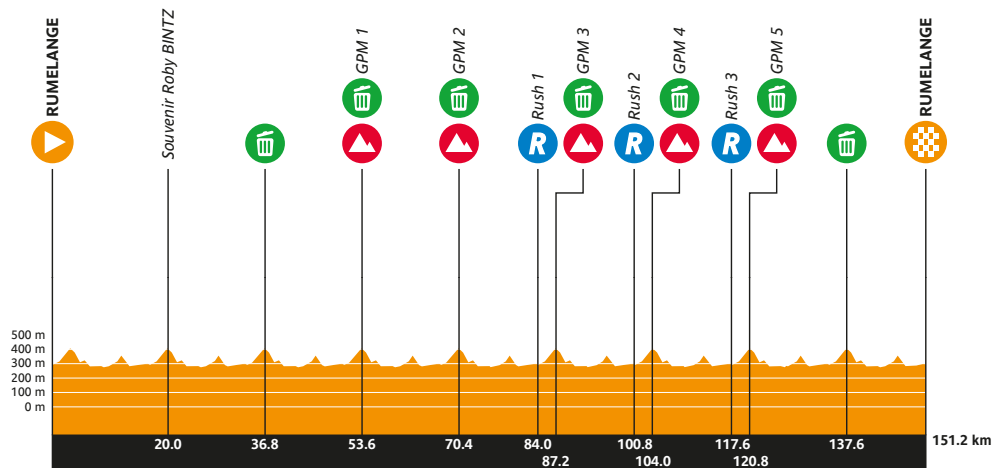 RUMELANGE
Souvenir Roby BINTZ
GPM 1
GPM 2
Rush 1
GPM 3
Rush 2
GPM 4
Rush 3
GPM 5
RUMELANGE
R
R
R
500 m
400 m
300 m
200 m
100 m
0 m
20.0
36.8
53.6
70.4
84.0
87.2
100.8
104.0
117.6
120.8
137.6
151.2 km